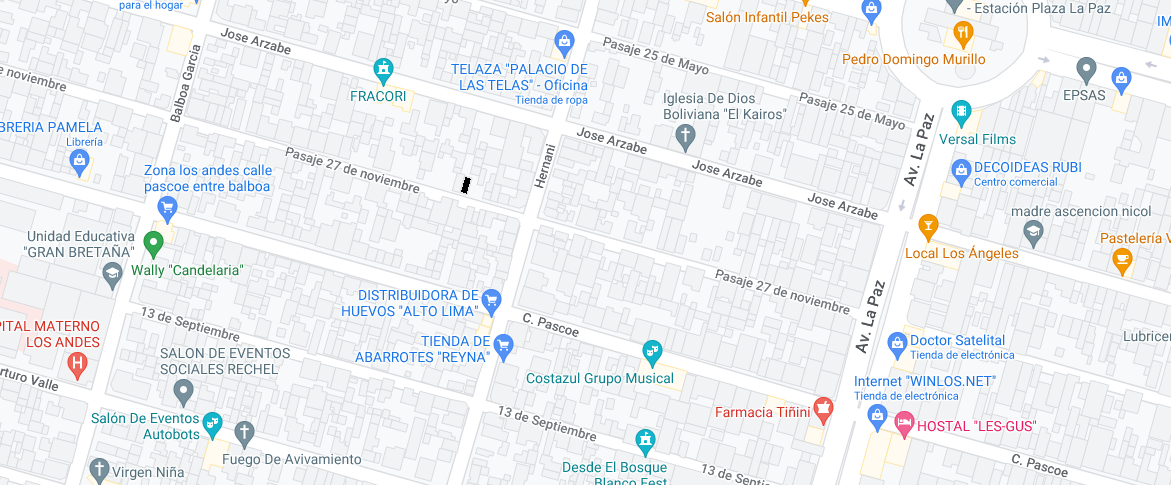 para el hogar
Salón Infantil Pekes
- Estación Plaza La Paz
Jose Arzabe
Pasaje 25 de Mayo
Pedro Domingo Murillo
TELAZA "PALACIO DE
LAS TELAS" - Oficina
Tienda de ropa
FRACORI
Balboa Garcia
e noviembre
EPSAS
Iglesia De Dios
Boliviana "El Kairos"
Pasaje 25 de Mayo
Versal Films
BRERIA PAMELA
Librería
Jose Arzabe
Av. La Paz
Zona los andes calle
pascoe entre balboa
Pasaje 27 de noviembre
Hernani
Jose Arzabe
DECOIDEAS RUBI
Centro comercial
Jose Arzabe
madre ascencion nicol
Unidad Educativa
"GRAN BRETAÑA"
Wally "Candelaria"
Local Los Ángeles
Pastelería V
Pasaje 27 de noviembre
DISTRIBUIDORA DE
HUEVOS "ALTO LIMA"
13 de Septiembre
C. Pascoe
Av. La Paz
PITAL MATERNO
LOS ANDES
TIENDA DE
ABARROTES "REYNA"
Doctor Satelital
Tienda de electrónica
Lubricen
SALON DE EVENTOS
SOCIALES RECHEL
Arturo Valle
Costazul Grupo Musical
Internet "WINLOS.NET"
Tienda de electrónica
Salón De Eventos
Autobots
13 de Septiembre
Farmacia Tiñini
HOSTAL "LES-GUS"
Fuego De Avivamiento
Virgen Niña
Desde El Bosque
Blanco Fest
13 de Septi
C. Pascoe